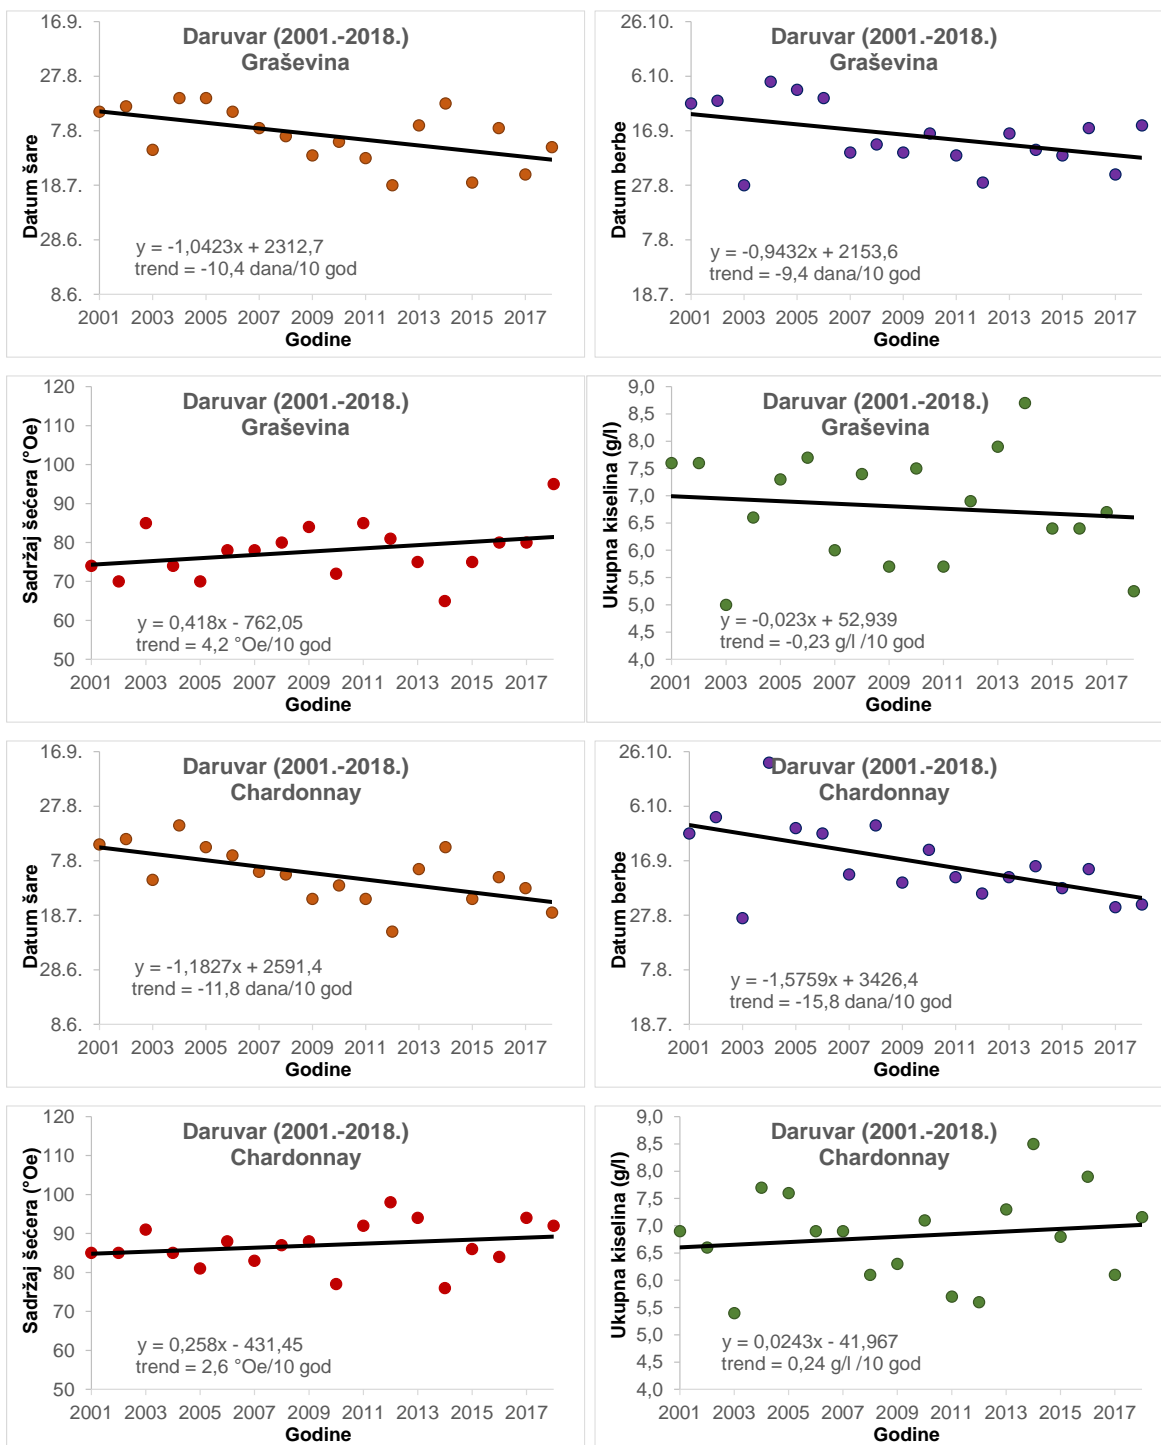 Daruvar (2001.-2018.)
Graševina
Datum šare
16.9.
27.8.
7.8.
18.7.
28.6.
8.6.
y = -1,0423x + 2312,7
trend = -10,4 dana/10 god
2001 2003 2005 2007 2009 2011 2013 2015 2017
Godine
Daruvar (2001.-2018.)
Graševina
Datum berbe
26.10.
6.10.
16.9.
27.8.
7.8.
18.7.
y = -0,9432x + 2153,6
trend = -9,4 dana/10 god
2001 2003 2005 2007 2009 2011 2013 2015 2017
Godine
Daruvar (2001.-2018.)
Graševina
Sadržaj šećera (°Oe)
120
110
100
90
80
70
60
50
y = 0,418x - 762,05
trend = 4,2 °Oe/10 god
2001 2003 2005 2007 2009 2011 2013 2015 2017
Godine
Daruvar (2001.-2018.)
Graševina
Ukupna kiselina (g/l)
9,0
8,5
8,0
7,5
7,0
6,5
6,0
5,5
5,0
4,5
4,0
y = -0,023x + 52,939
trend = -0,23 g/l /10 god
2001 2003 2005 2007 2009 2011 2013 2015 2017
Godine
Daruvar (2001.-2018.)
Chardonnay
Datum šare
16.9.
27.8.
7.8.
18.7.
28.6.
8.6.
y = -1,1827x + 2591,4
trend = -11,8 dana/10 god
2001 2003 2005 2007 2009 2011 2013 2015 2017
Godine
Daruvar (2001.-2018.)
Chardonnay
Datum berbe
26.10.
6.10.
16.9.
27.8.
7.8.
18.7.
y = -1,5759x + 3426,4
trend = -15,8 dana/10 god
2001 2003 2005 2007 2009 2011 2013 2015 2017
Godine
Daruvar (2001.-2018.)
Chardonnay
Sadržaj šećera (°Oe)
120
110
100
90
80
70
60
50
y = 0,258x - 431,45
trend = 2,6 °Oe/10 god
2001 2003 2005 2007 2009 2011 2013 2015 2017
Godine
Daruvar (2001.-2018.)
Chardonnay
Ukupna kiselina (g/l)
9,0
8,5
8,0
7,5
7,0
6,5
6,0
5,5
5,0
4,5
4,0
y = 0,0243x - 41,967
trend = 0,24 g/l /10 god
2001 2003 2005 2007 2009 2011 2013 2015 2017
Godine